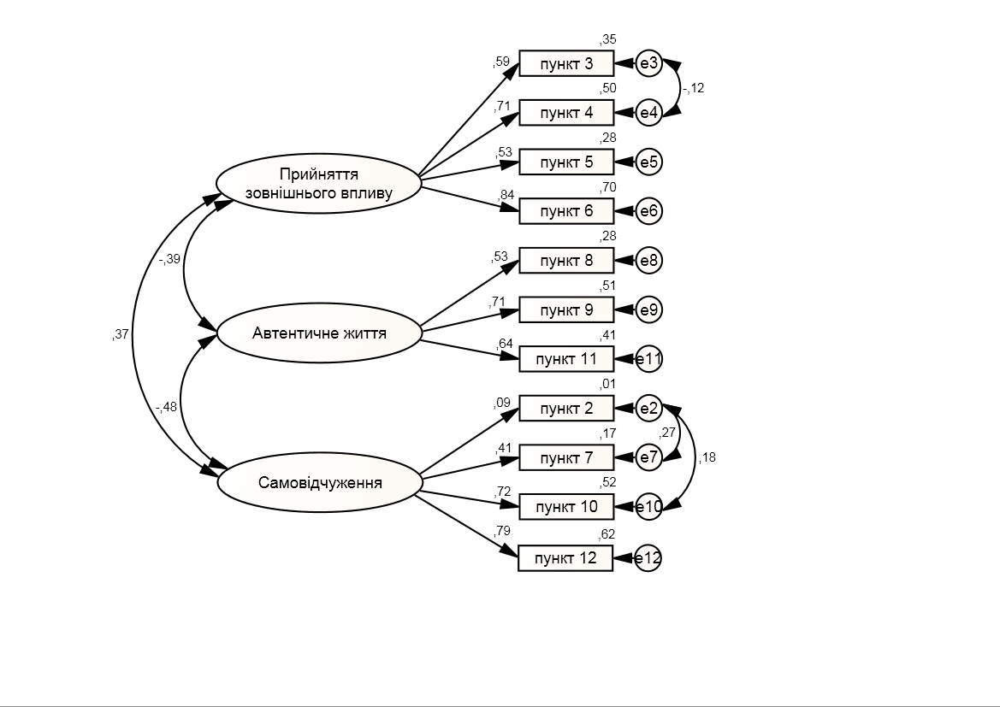 ,35
,59
пункт 3
e3
-,12
,50
,71
пункт 4
e4
,28
,53
пункт 5
e5
,70
,84
пункт 6
e6
Прийняття
зовнішнього впливу
,28
,53
пункт 8
e8
-,39
,51
,71
пункт 9
e9
,37
Автентичне життя
,41
,64
пункт 11
e11
,01
,09
пункт 2
e2
-,48
,17
,27
,41
пункт 7
e7
,18
,52
Самовідчуження
,72
пункт 10
e10
,62
,79
пункт 12
e12